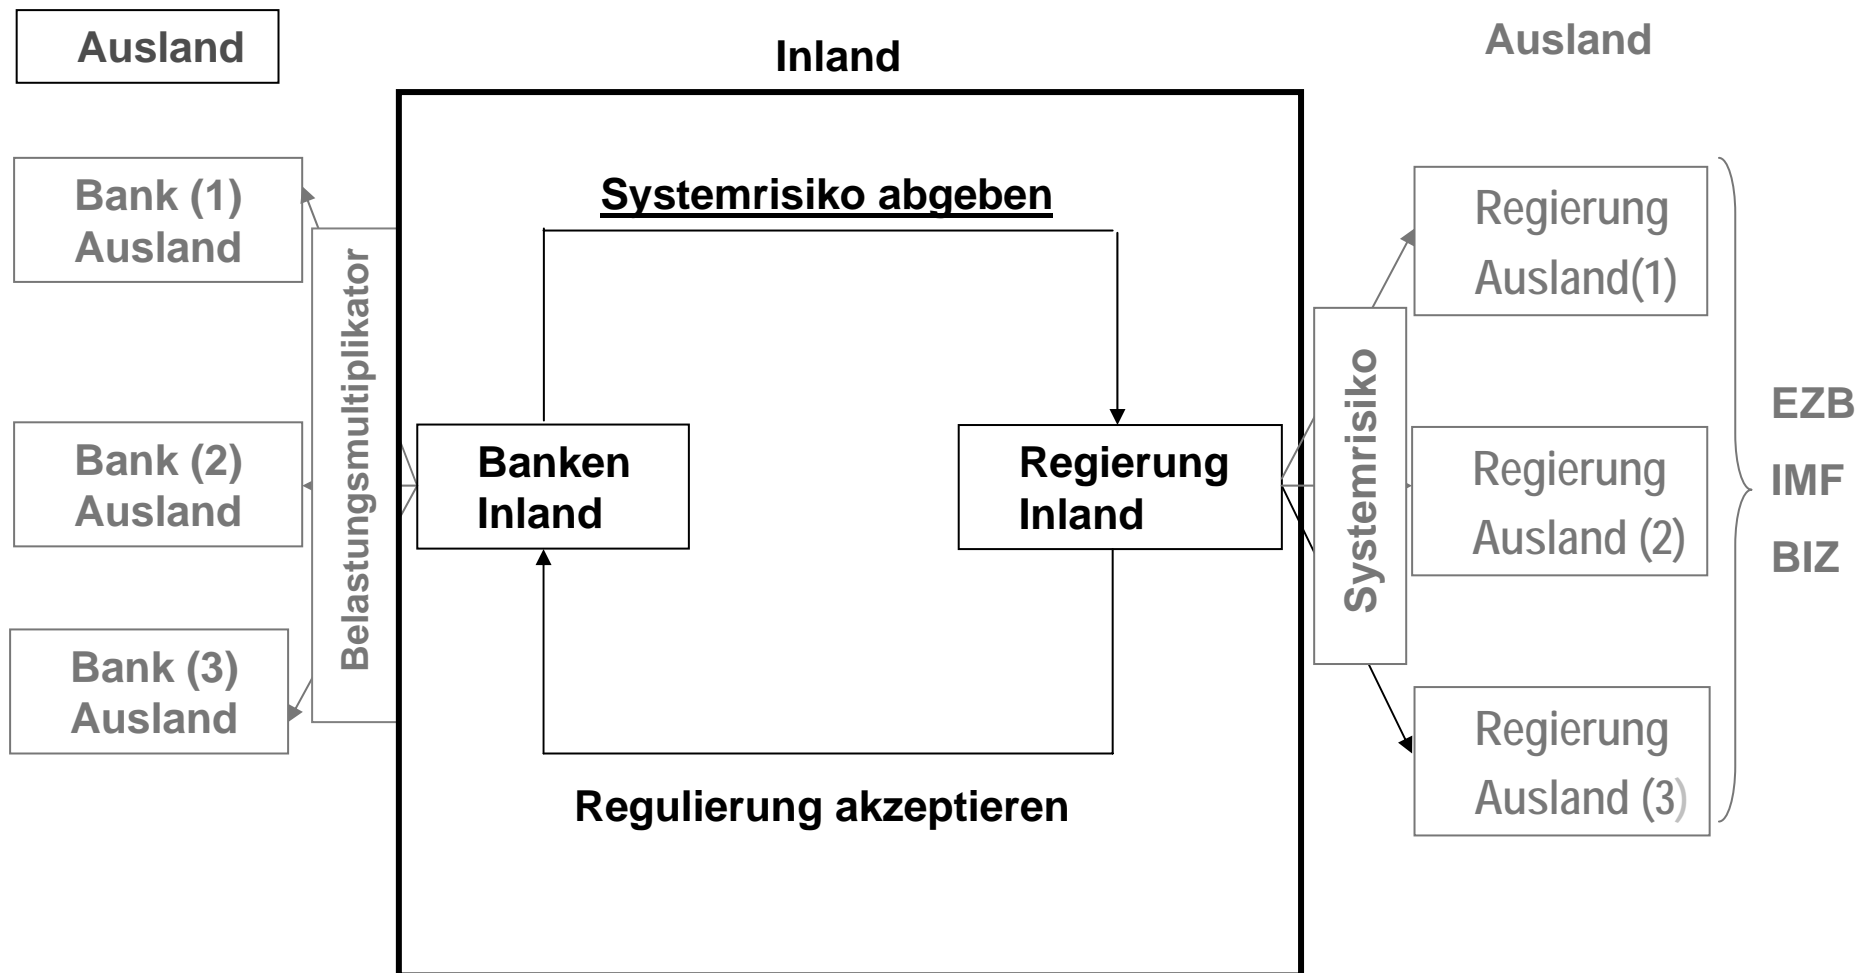 Ausland
Inland
Ausland
Bank (1)
Ausland
Bank (2)
Ausland
Bank (3)
Ausland
Belastungsmultiplikator
Systemrisiko abgeben
Banken
Inland
Regierung
Inland
Regulierung akzeptieren
Systemrisiko
Regierung
Ausland(1)
Regierung
Ausland (2)
Regierung
Ausland (3)
EZB
IMF
BIZ